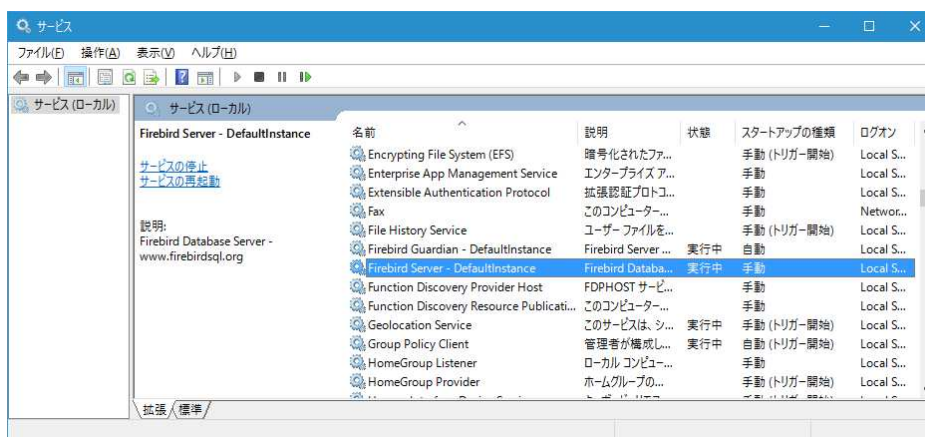 サービス
ファイル(F) 操作(A) 表示(V) ヘルプ(H)
サービス (ローカル)
サービス (ローカル)
Firebird Server - DefaultInstance
サービスの停止
サービスの再起動
説明:
Firebird Database Server -
www.firebirdsql.org
名前 説明 状態 スタートアップの種類 ログオン
Encrypting File System (EFS) 暗号化されたファ... 手動 (トリガー開始) Local S...
Enterprise App Management Service エンタープライズ ア... 手動 Local S...
Extensible Authentication Protocol 拡張認証プロトコ... 手動 Local S...
Fax このコンピューター... 手動 Networ...
File History Service ユーザー ファイルを... 手動 (トリガー開始) Local S...
Firebird Guardian - DefaultInstance Firebird Server ... 実行中 自動 Local S...
Firebird Server - DefaultInstance Firebird Databa... 実行中 手動 Local S...
Function Discovery Provider Host FDPHOST サービ... 手動 Local S...
Function Discovery Resource Publicati... このコンピューター... 手動 Local S...
Geolocation Service このサービスは、シ... 実行中 手動 (トリガー開始) Local S...
Group Policy Client 管理者が構成し... 実行中 自動 (トリガー開始) Local S...
HomeGroup Listener ローカル コンピュー... 手動 Local S...
HomeGroup Provider ホームグループの... 手動 (トリガー開始) Local S...
拡張 標準